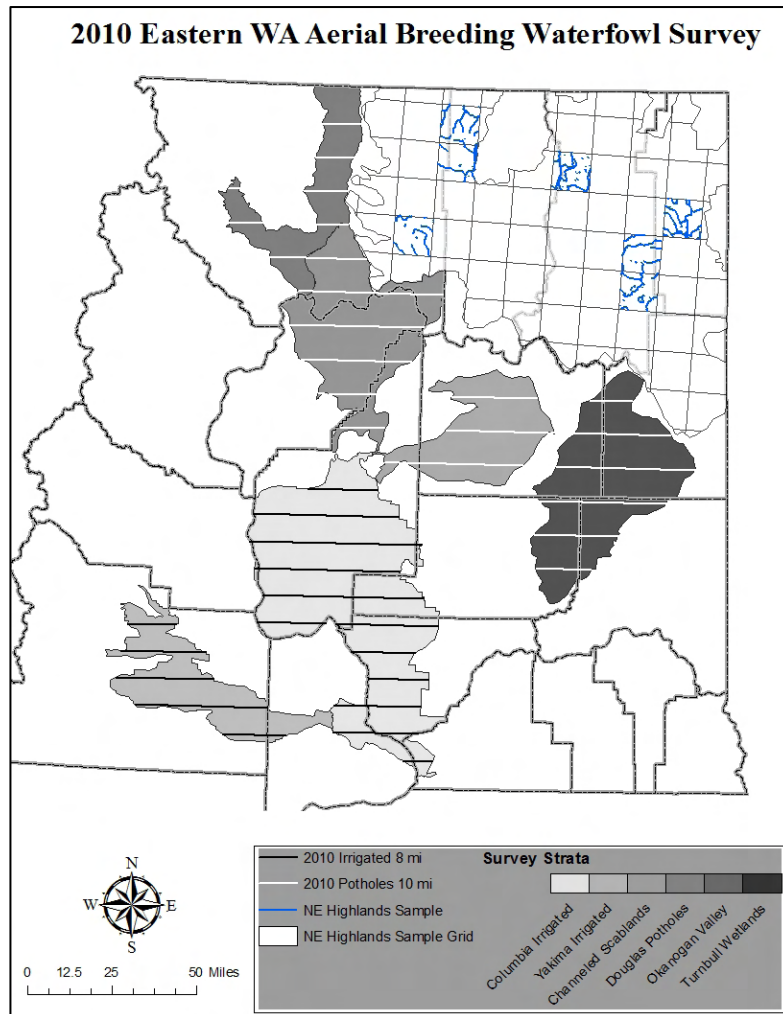 2010 Eastern WA Aerial Breeding Waterfowl Survey
N
W E
S
0 12.5 25 50 Miles
2010 Irrigated 8 mi
2010 Potholes 10 mi
NE Highlands Sample
NE Highlands Sample Grid
Survey Strata
Columbia Irrigated
Yakima Irrigated
Channeled Scablands
Douglas Potholes
Okanogan Valley
Turnbull Wetlands